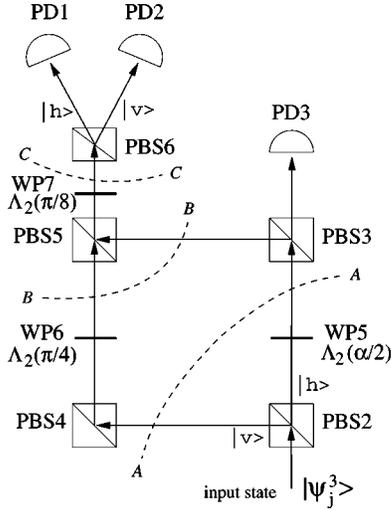 PD1 PD2
|h> |v>
PD3
PBS6
C
C
WP7
Λ₂(π/8)
B
PBS5
PBS3
A
B
WP6
Λ₂(π/4)
WP5
Λ₂(α/2)
|h>
PBS4
PBS2
|v>
A
input state |ψ³ⱼ>